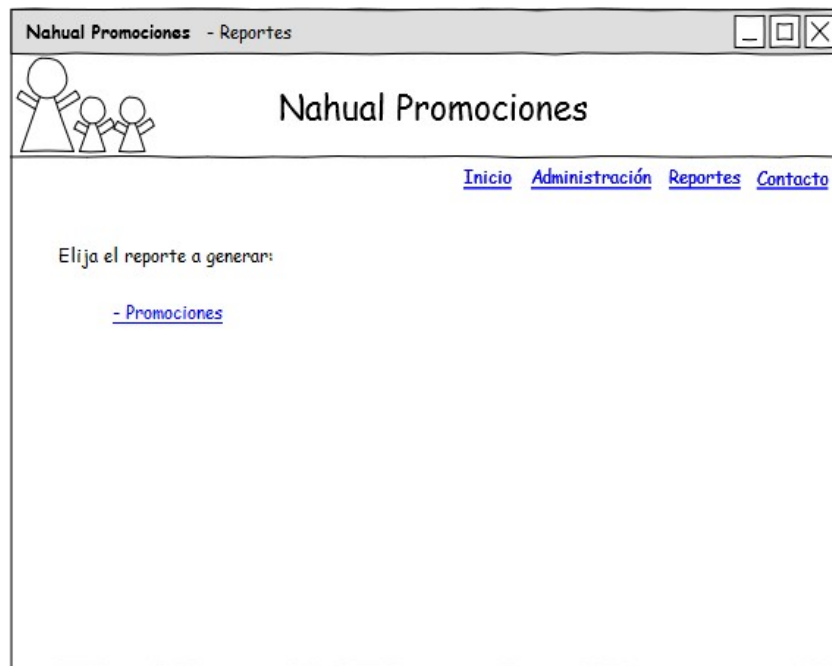 Nahual Promociones - Reportes
Nahual Promociones
Inicio Administración Reportes Contacto
Elija el reporte a generar:
- Promociones